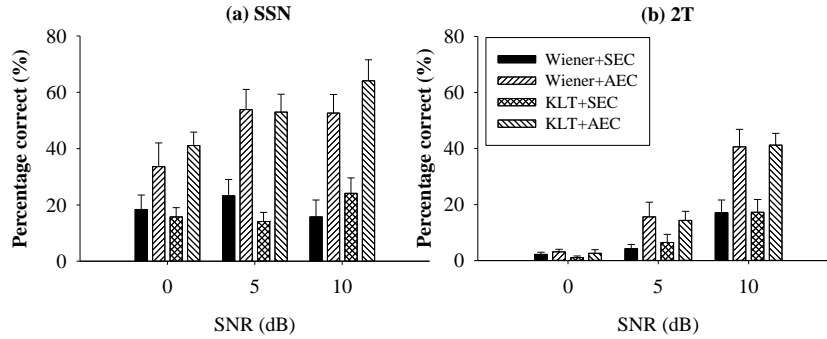 (a) SSN
(b) 2T
Percentage correct (%)
80
60
40
20
0
0
5
10
SNR (dB)
Percentage correct (%)
80
60
40
20
0
Wiener+SEC
Wiener+AEC
KLT+SEC
KLT+AEC
0
5
10
SNR (dB)